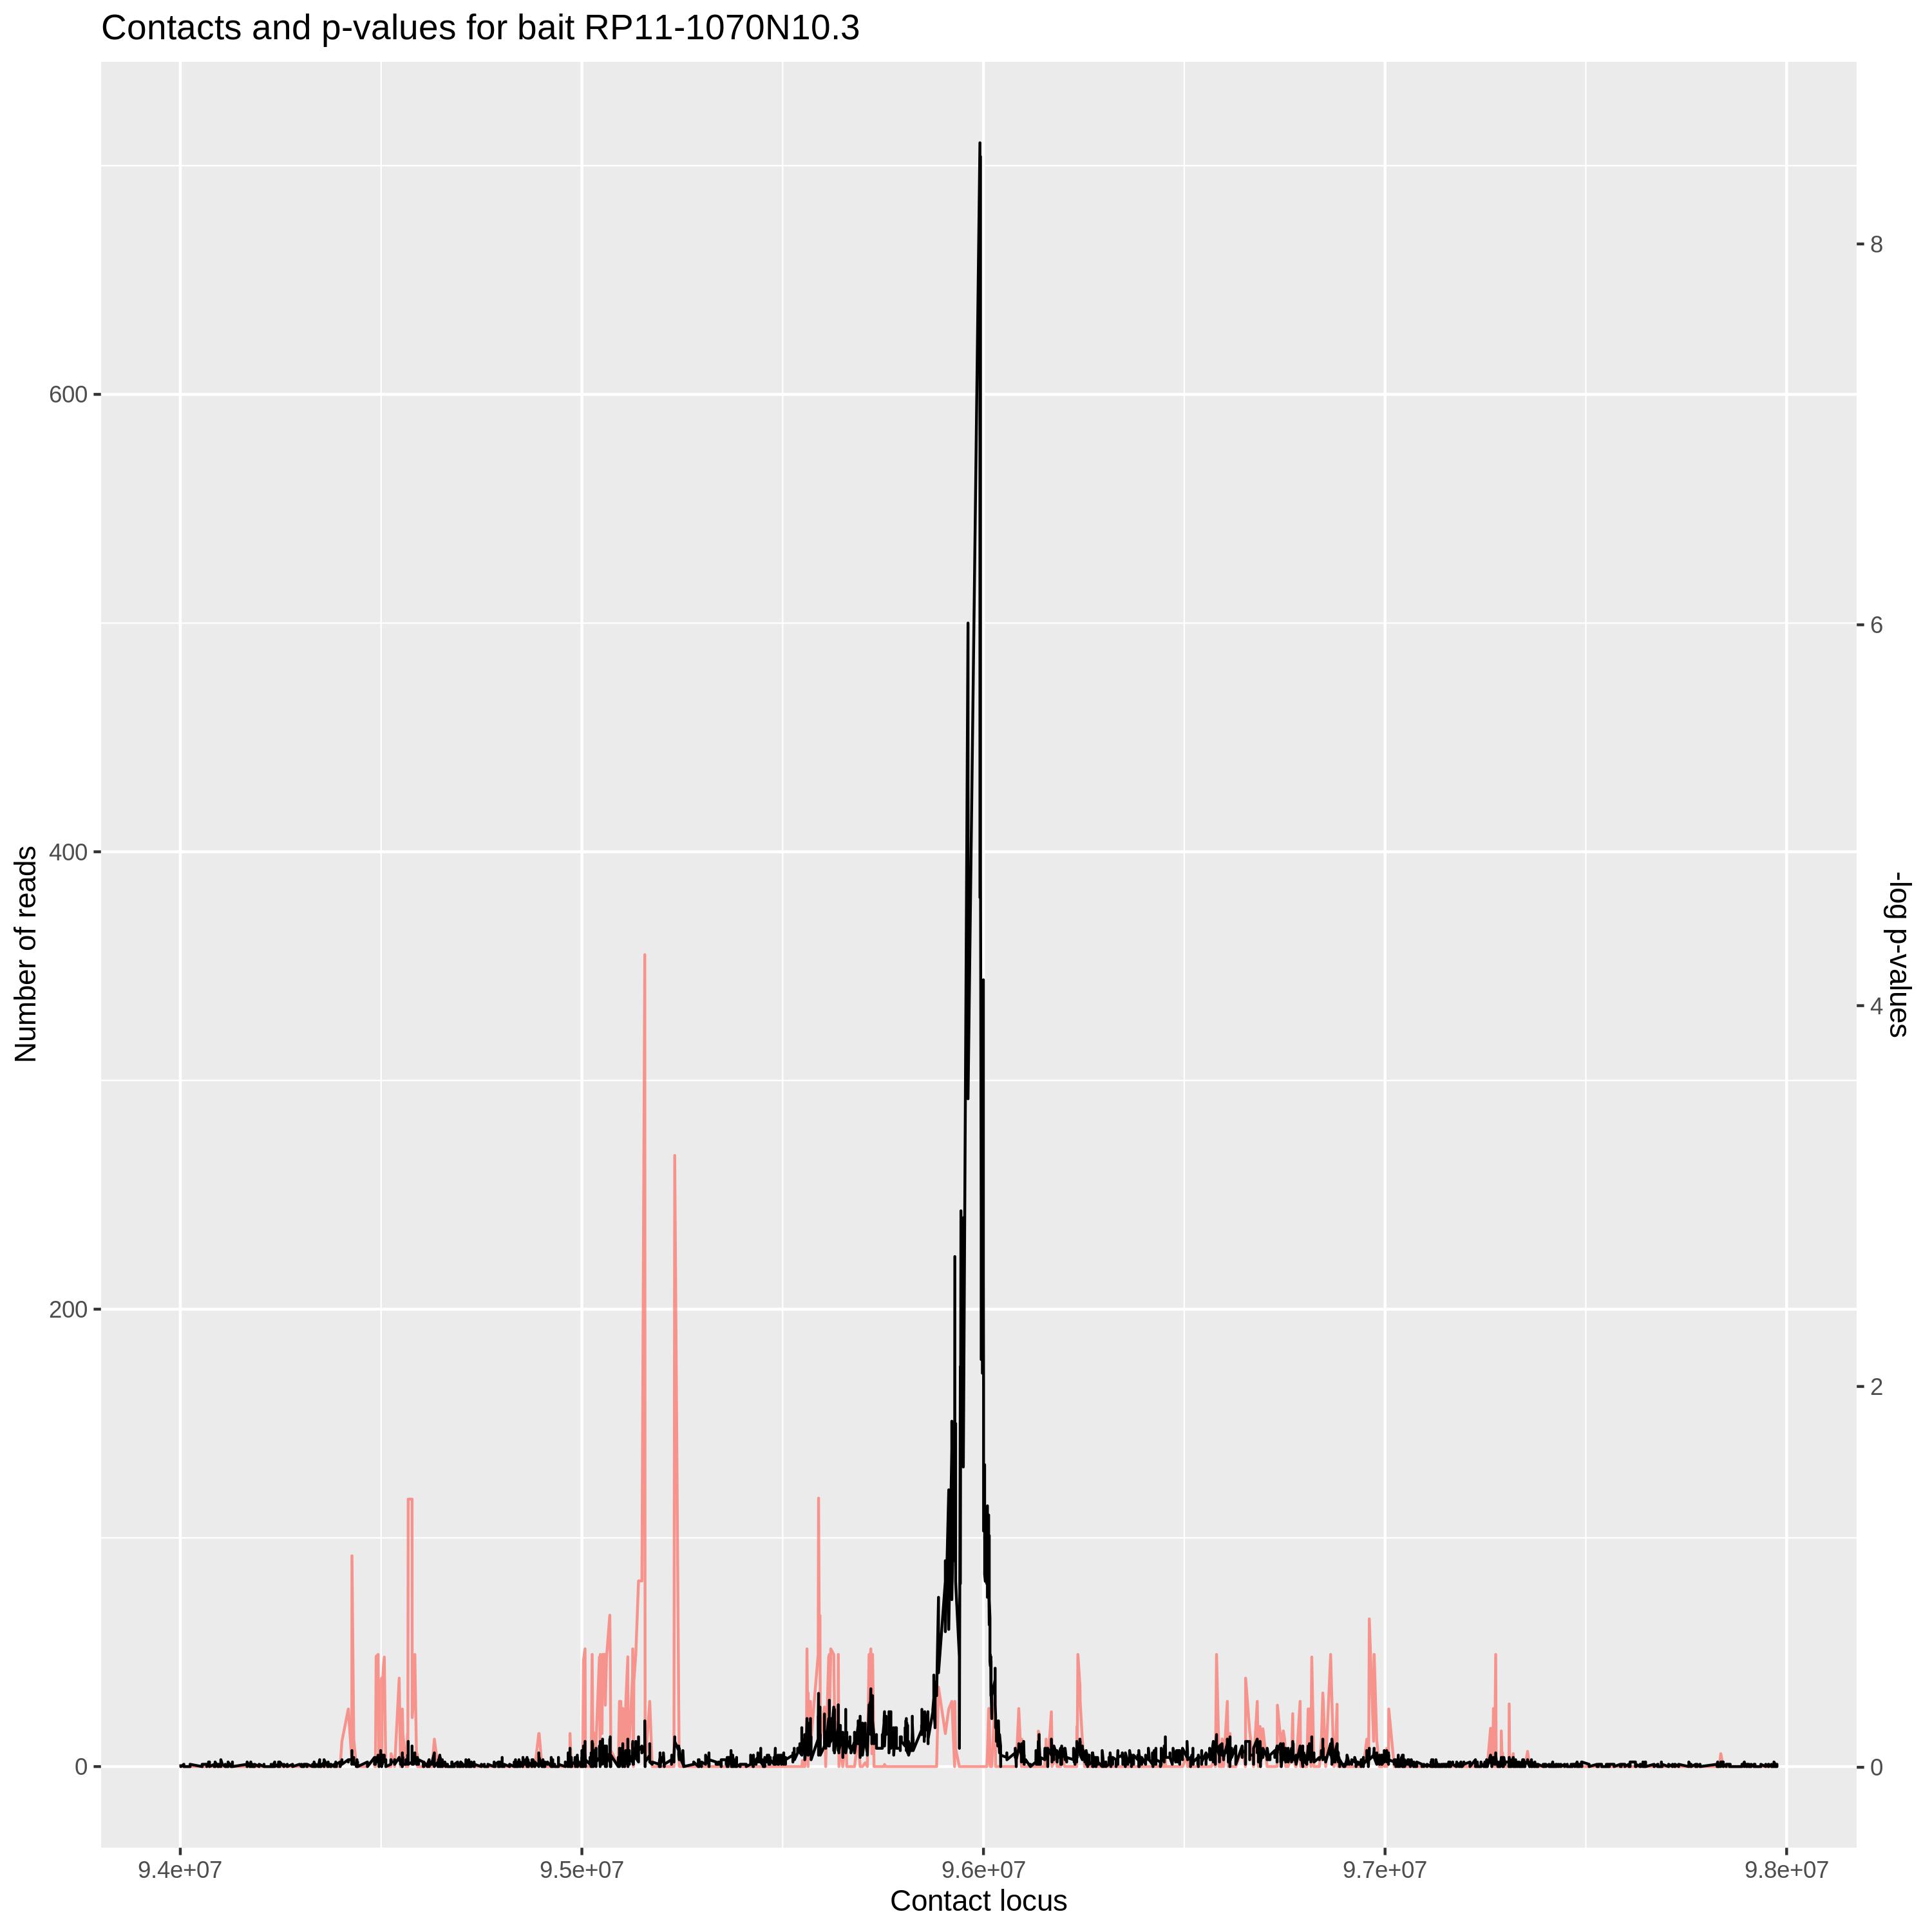 Contacts and p-values for bait RP11-1070N10.3
Number of reads
600
400
200
0
8
6
4
2
0
-log p-values
9.4e+07
9.5e+07
9.6e+07
9.7e+07
9.8e+07
Contact locus